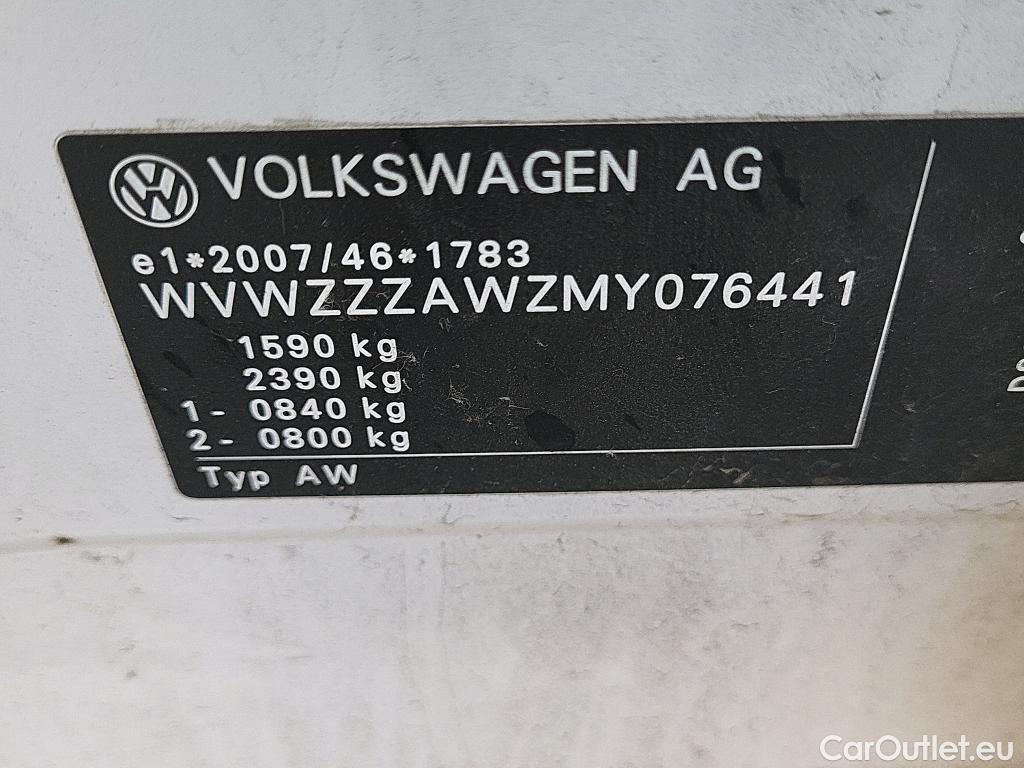 VOLKSWAGEN AG
e1*2007/46*1783
WVWZZZAWZMY076441
1590 kg
2390 kg
1- 0840 kg
2- 0800 kg
Typ AW
CarOutlet.eu